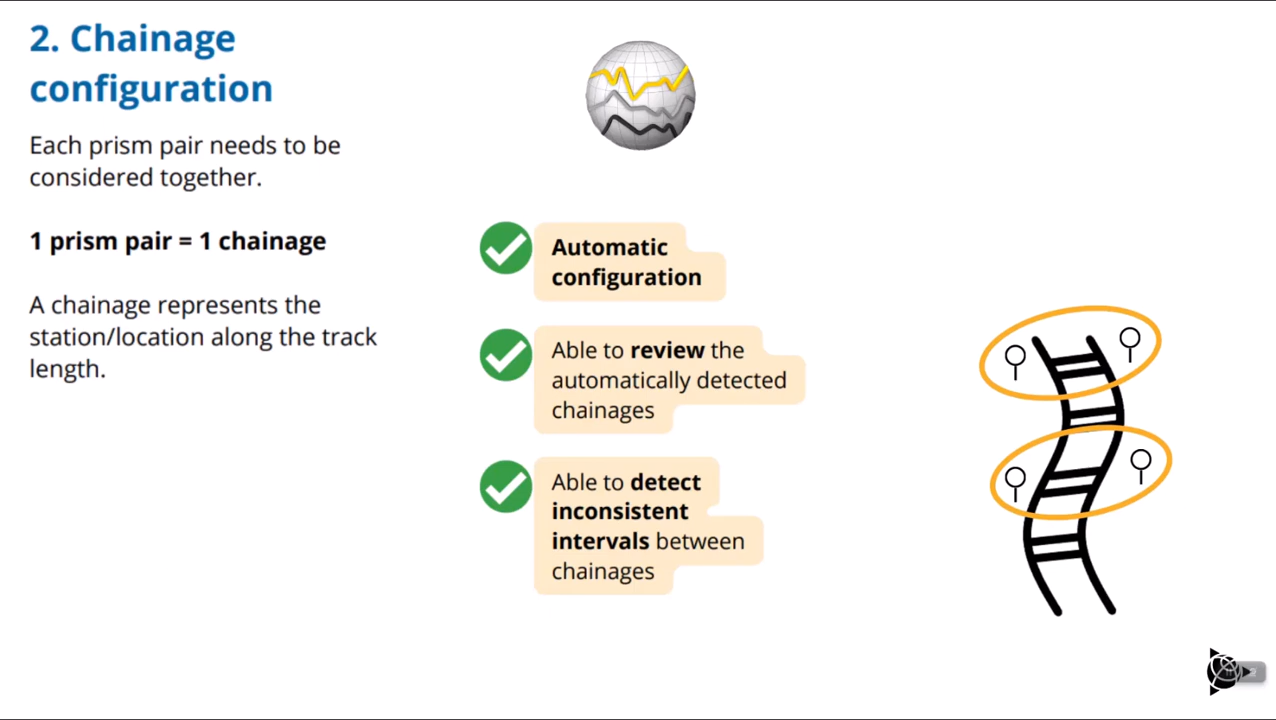 2. Chainage
configuration
Each prism pair needs to be
considered together.
1 prism pair = 1 chainage
A chainage represents the
station/location along the track
length.
Automatic
configuration
Able to review the
automatically detected
chainages
Able to detect
inconsistent
intervals between
chainages